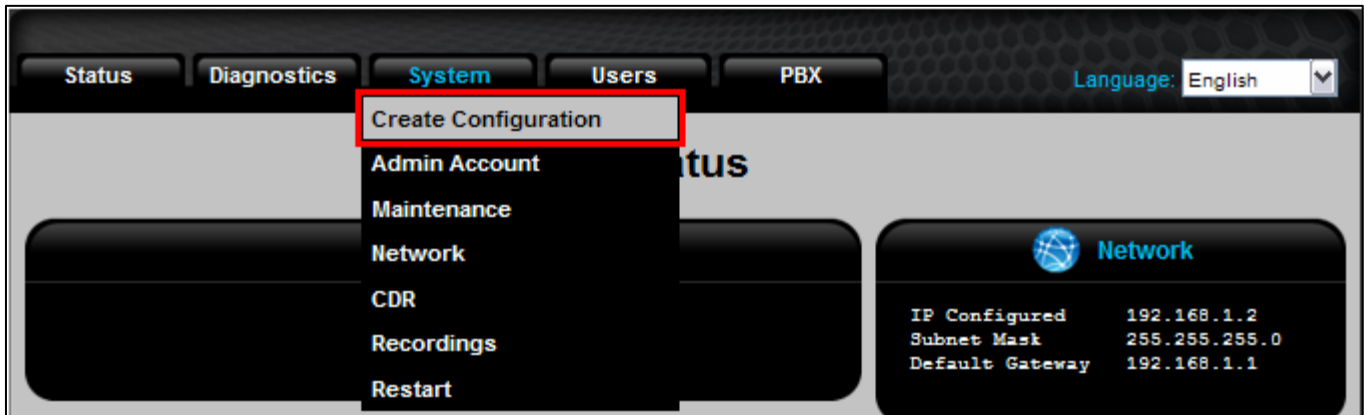 Status Diagnostics System Users PBX Language: English
Create Configuration
Admin Account
tus
Maintenance
Network
CDR
Recordings
Restart
Network
IP Configured 192.168.1.2
Subnet Mask 255.255.255.0
Default Gateway 192.168.1.1